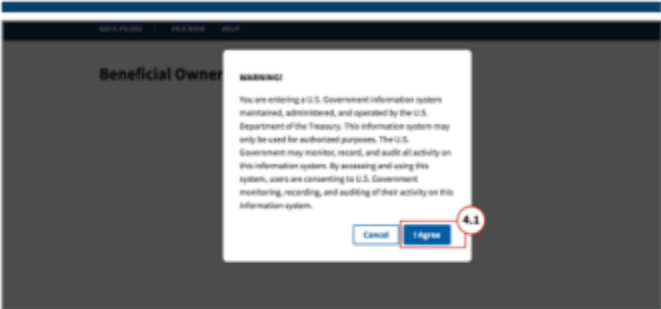 FILE BOIR HELP
Beneficial Owner
WARNING!
You are entering a U.S. Government information system
maintained, administered, and operated by the U.S.
Department of the Treasury. This information system may
only be used for authorized purposes. The U.S.
Government may monitor, record, and audit all activity on
this information system. By accessing and using this
system, users are consenting to U.S. Government
monitoring, recording, and auditing of their activity on this
information system.
4.1
Cancel I Agree